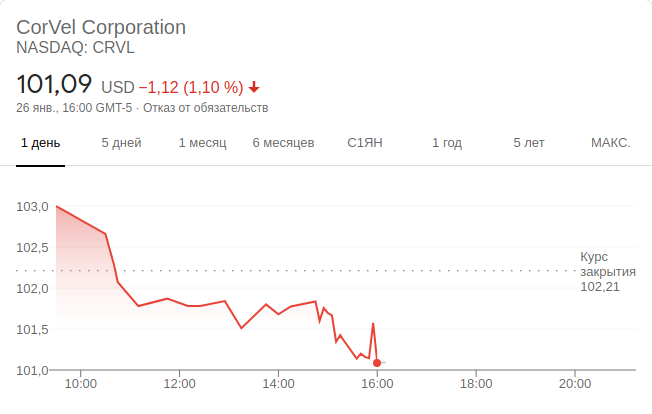 CorVel Corporation
NASDAQ: CRVL
101,09 USD −1,12 (1,10 %)
26 янв., 16:00 GMT-5 · Отказ от обязательств
1 день 5 дней 1 месяц 6 месяцев С1ЯН 1 год 5 лет МАКС.
103,0
102,5
Курс
закрытия
102,21
102,0
101,5
101,0
10:00 12:00 14:00 16:00 18:00 20:00